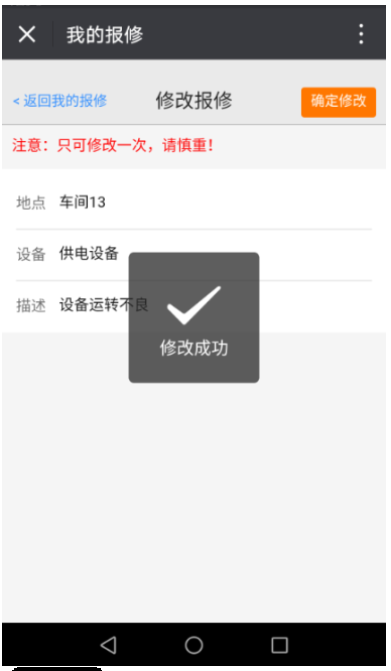 我的报修
< 返回我的报修 修改报修 确定修改
注意：只可修改一次，请慎重!
地点 车间13
设备 供电设备
描述 设备运转不良
修改成功